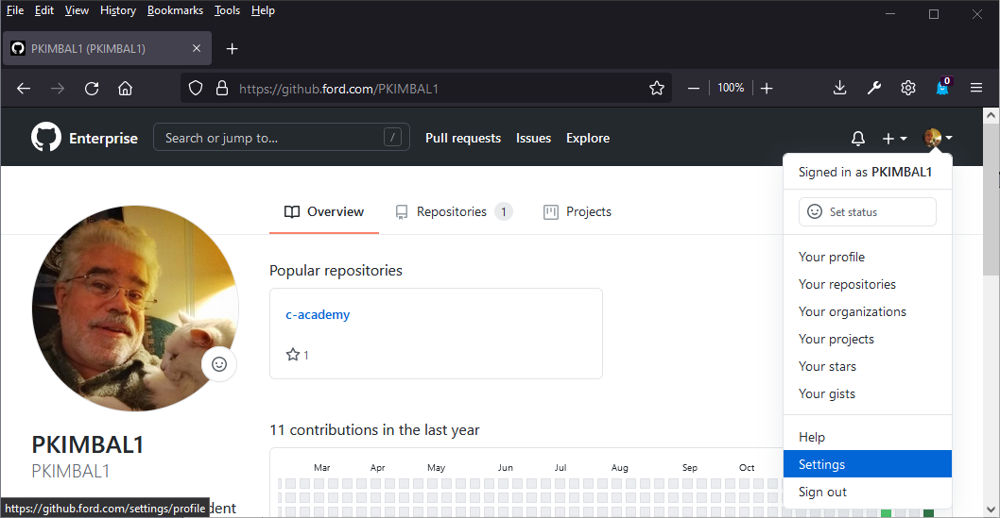 File Edit View History Bookmarks Tools Help
PKIMBAL1 (PKIMBAL1)
https://github.ford.com/PKIMBAL1
100%
0
Enterprise
Search or jump to...
/
Pull requests
Issues
Explore
Signed in as PKIMBAL1
Set status
Your profile
Your repositories
Your organizations
Your projects
Your stars
Your gists
Help
Settings
Sign out
Overview
Repositories 1
Projects
Popular repositories
c-academy
1
11 contributions in the last year
Mar Apr May Jun Jul Aug Sep Oct
PKIMBAL1
PKIMBAL1
https://github.ford.com/settings/profile
dent